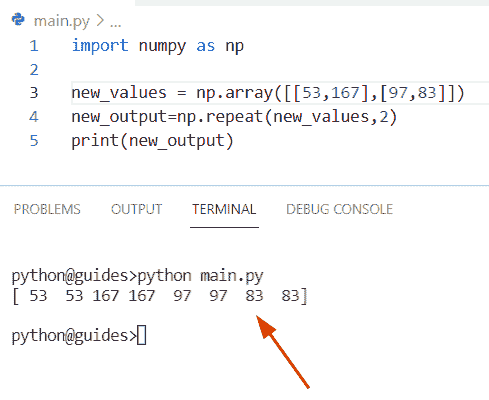 main.py > ...
1 import numpy as np
2
3 new_values = np.array([[53,167],[97,83]])
4 new_output=np.repeat(new_values,2)
5 print(new_output)
PROBLEMS OUTPUT TERMINAL DEBUG CONSOLE
python@guides>python main.py
[ 53  53 167 167  97  97  83  83]
python@guides>